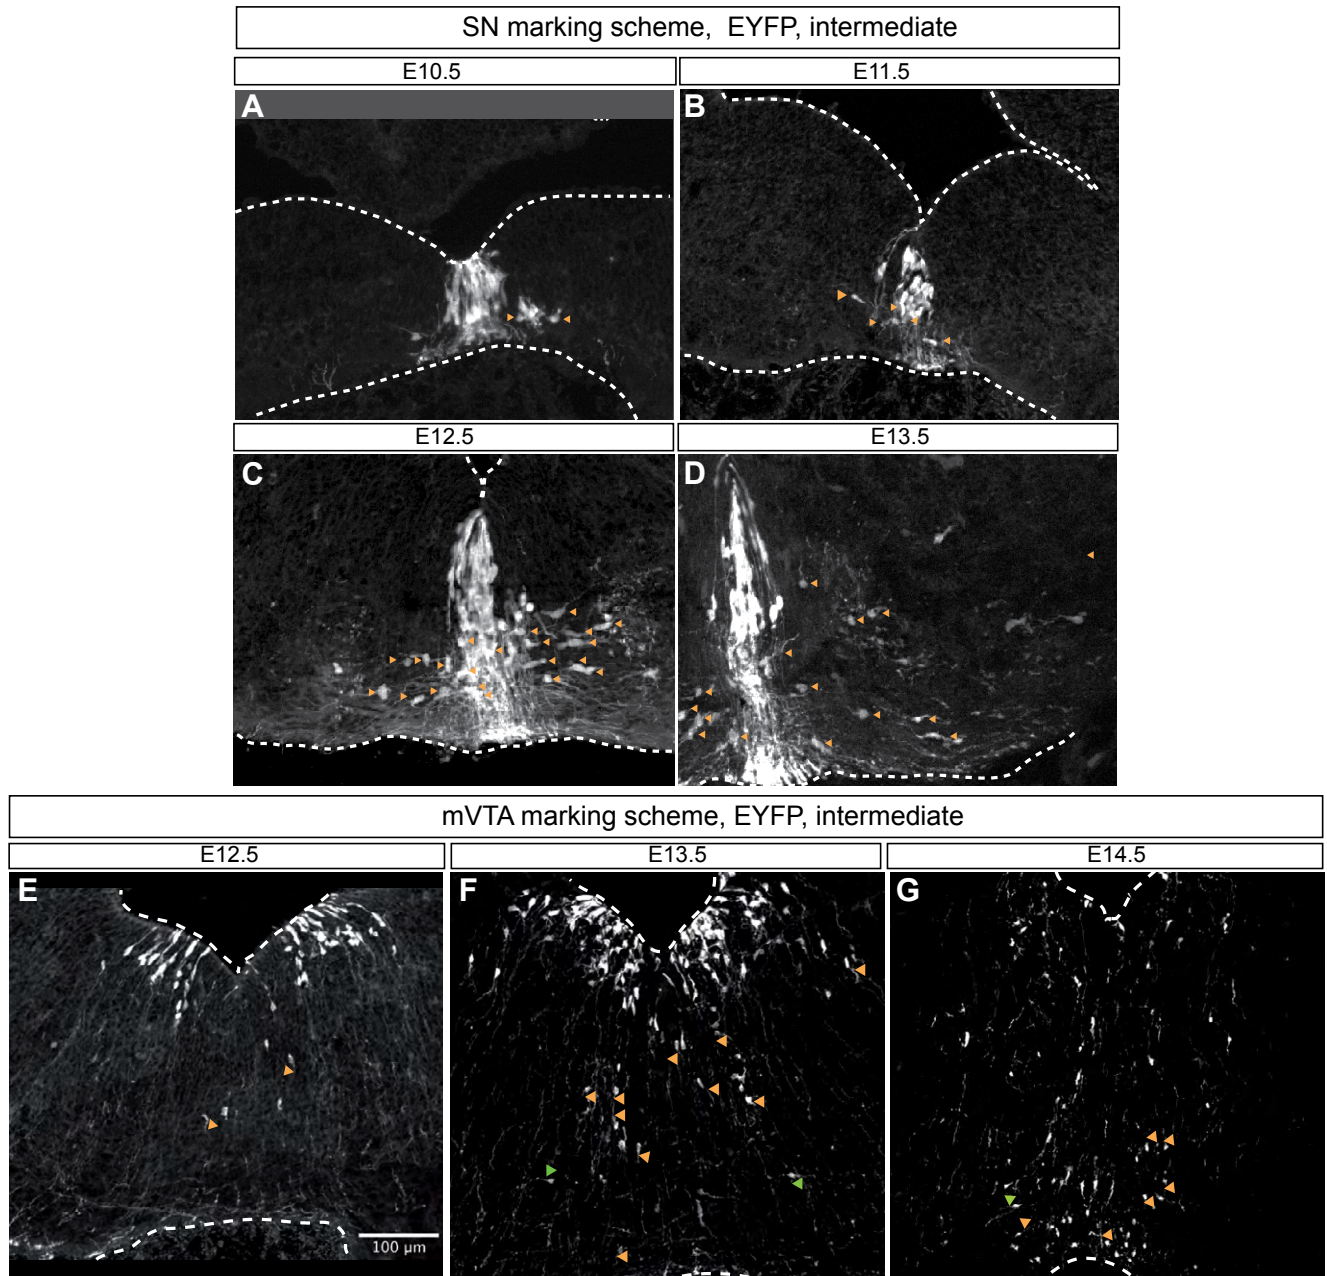 SN marking scheme, EYFP, intermediate
E10.5
E11.5
A
B
E12.5
E13.5
C
D
mVTA marking scheme, EYFP, intermediate
E12.5
E13.5
E14.5
E
F
G
100 μm